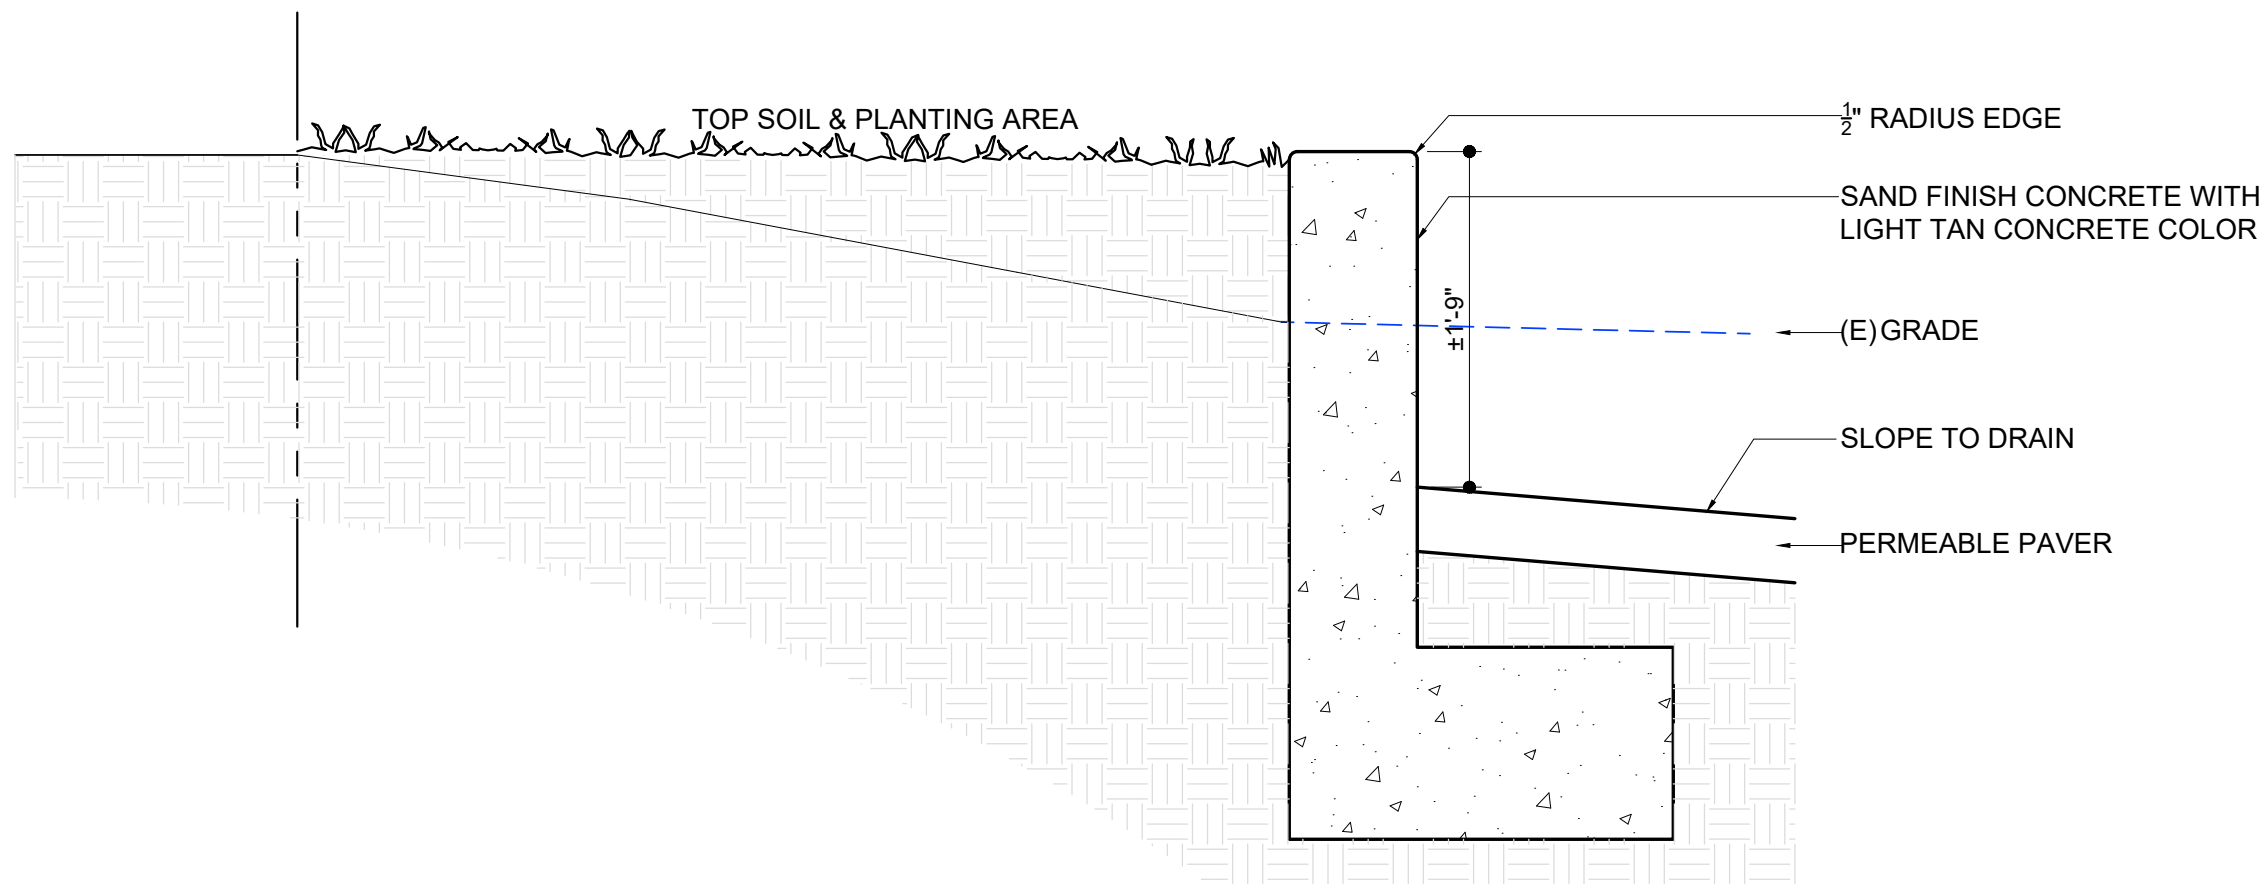 TOP SOIL & PLANTING AREA
½" RADIUS EDGE
SAND FINISH CONCRETE WITH
LIGHT TAN CONCRETE COLOR
±1'-9"
(E) GRADE
SLOPE TO DRAIN
PERMEABLE PAVER